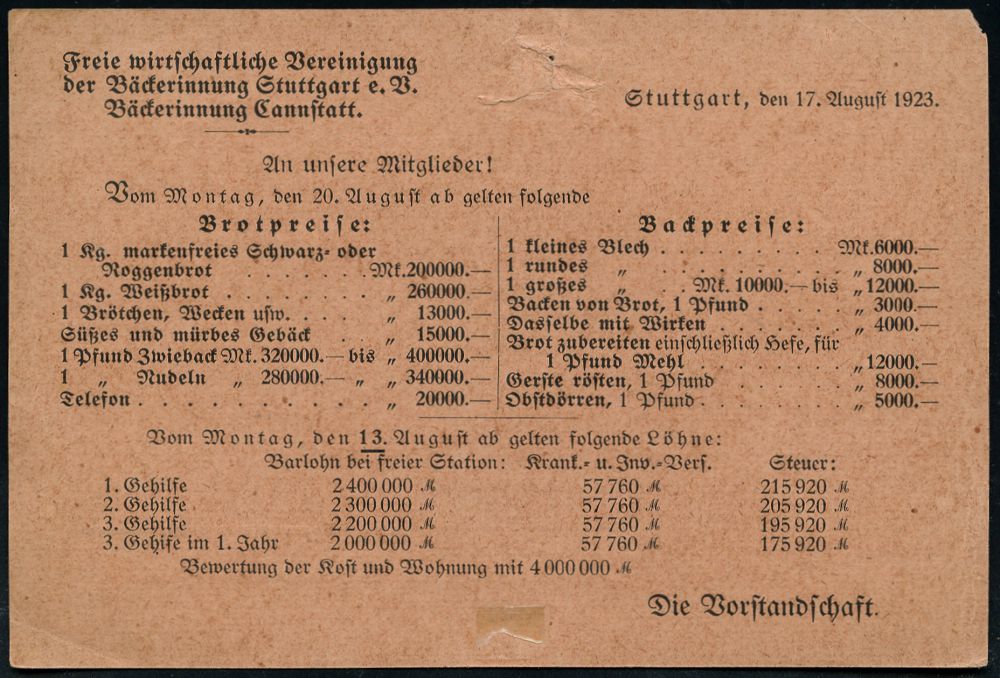 Freie wirtschaftliche Vereinigung
der Bäckerinnung Stuttgart e. V.
Bäckerinnung Cannstatt.
Stuttgart, den 17. August 1923.
An unsere Mitglieder!
Vom Montag, den 20. August ab gelten folgende
Brotpreise:
1 Kg. markenfreies Schwarz- oder
Roggenbrot . . . . . . Mk. 200000.—
1 Kg. Weißbrot . . . . . . . . „ 260000.—
1 Brötchen, Wecken usw. . . . „ 13000.—
Süßes und mürbes Gebäck . . „ 15000.—
1 Pfund Zwieback Mk. 320000.— bis „ 400000.—
1 „ Nudeln „ 280000.— „ „ 340000.—
Telefon . . . . . . . . . . . „ 20000.—
Backpreise:
1 kleines Blech . . . . . . . . Mk. 6000.—
1 rundes „ . . . . . . . . „ 8000.—
1 großes „ . Mk. 10000.— bis „ 12000.—
Backen von Brot, 1 Pfund . . . . „ 3000.—
Dasselbe mit Wirken . . . . . . „ 4000.—
Brot zubereiten einschließlich Hefe, für
1 Pfund Mehl . . . . . . . „ 12000.—
Gerste rösten, 1 Pfund . . . . . „ 8000.—
Obstdörren, 1 Pfund . . . . . . „ 5000.—
Vom Montag, den 13. August ab gelten folgende Löhne:
Barlohn bei freier Station: Krank.- u. Inv.-Vers. Steuer:
1. Gehilfe 2 400 000 M 57 760 M 215 920 M
2. Gehilfe 2 300 000 M 57 760 M 205 920 M
3. Gehilfe 2 200 000 M 57 760 M 195 920 M
3. Gehife im 1. Jahr 2 000 000 M 57 760 M 175 920 M
Bewertung der Kost und Wohnung mit 4 000 000 M
Die Vorstandschaft.